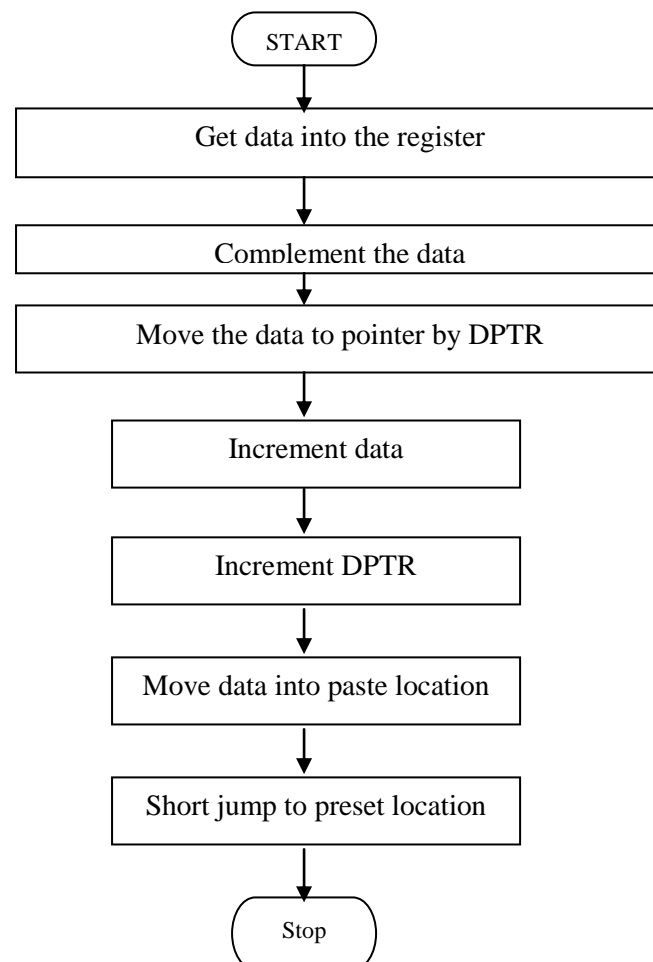 START
Get data into the register
Complement the data
Move the data to pointer by DPTR
Increment data
Increment DPTR
Move data into paste location
Short jump to preset location
Stop